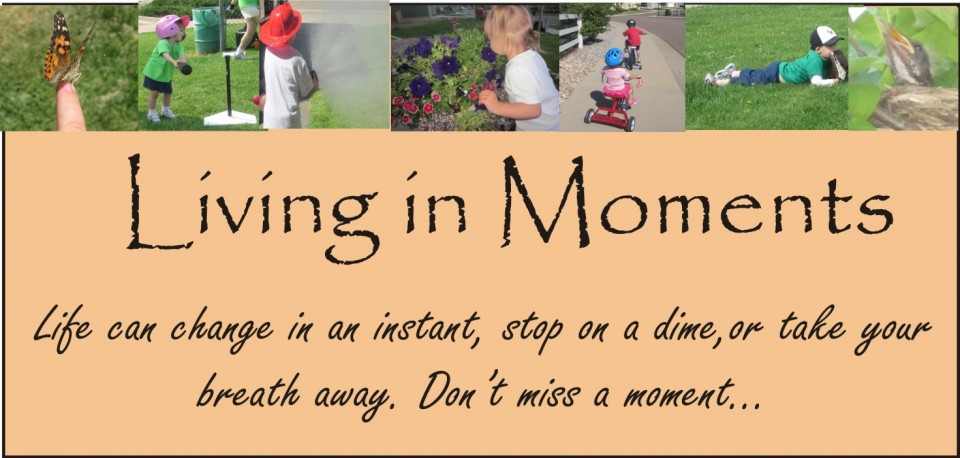 Living in Moments
Life can change in an instant, stop on a dime,or take your
breath away. Don't miss a moment...